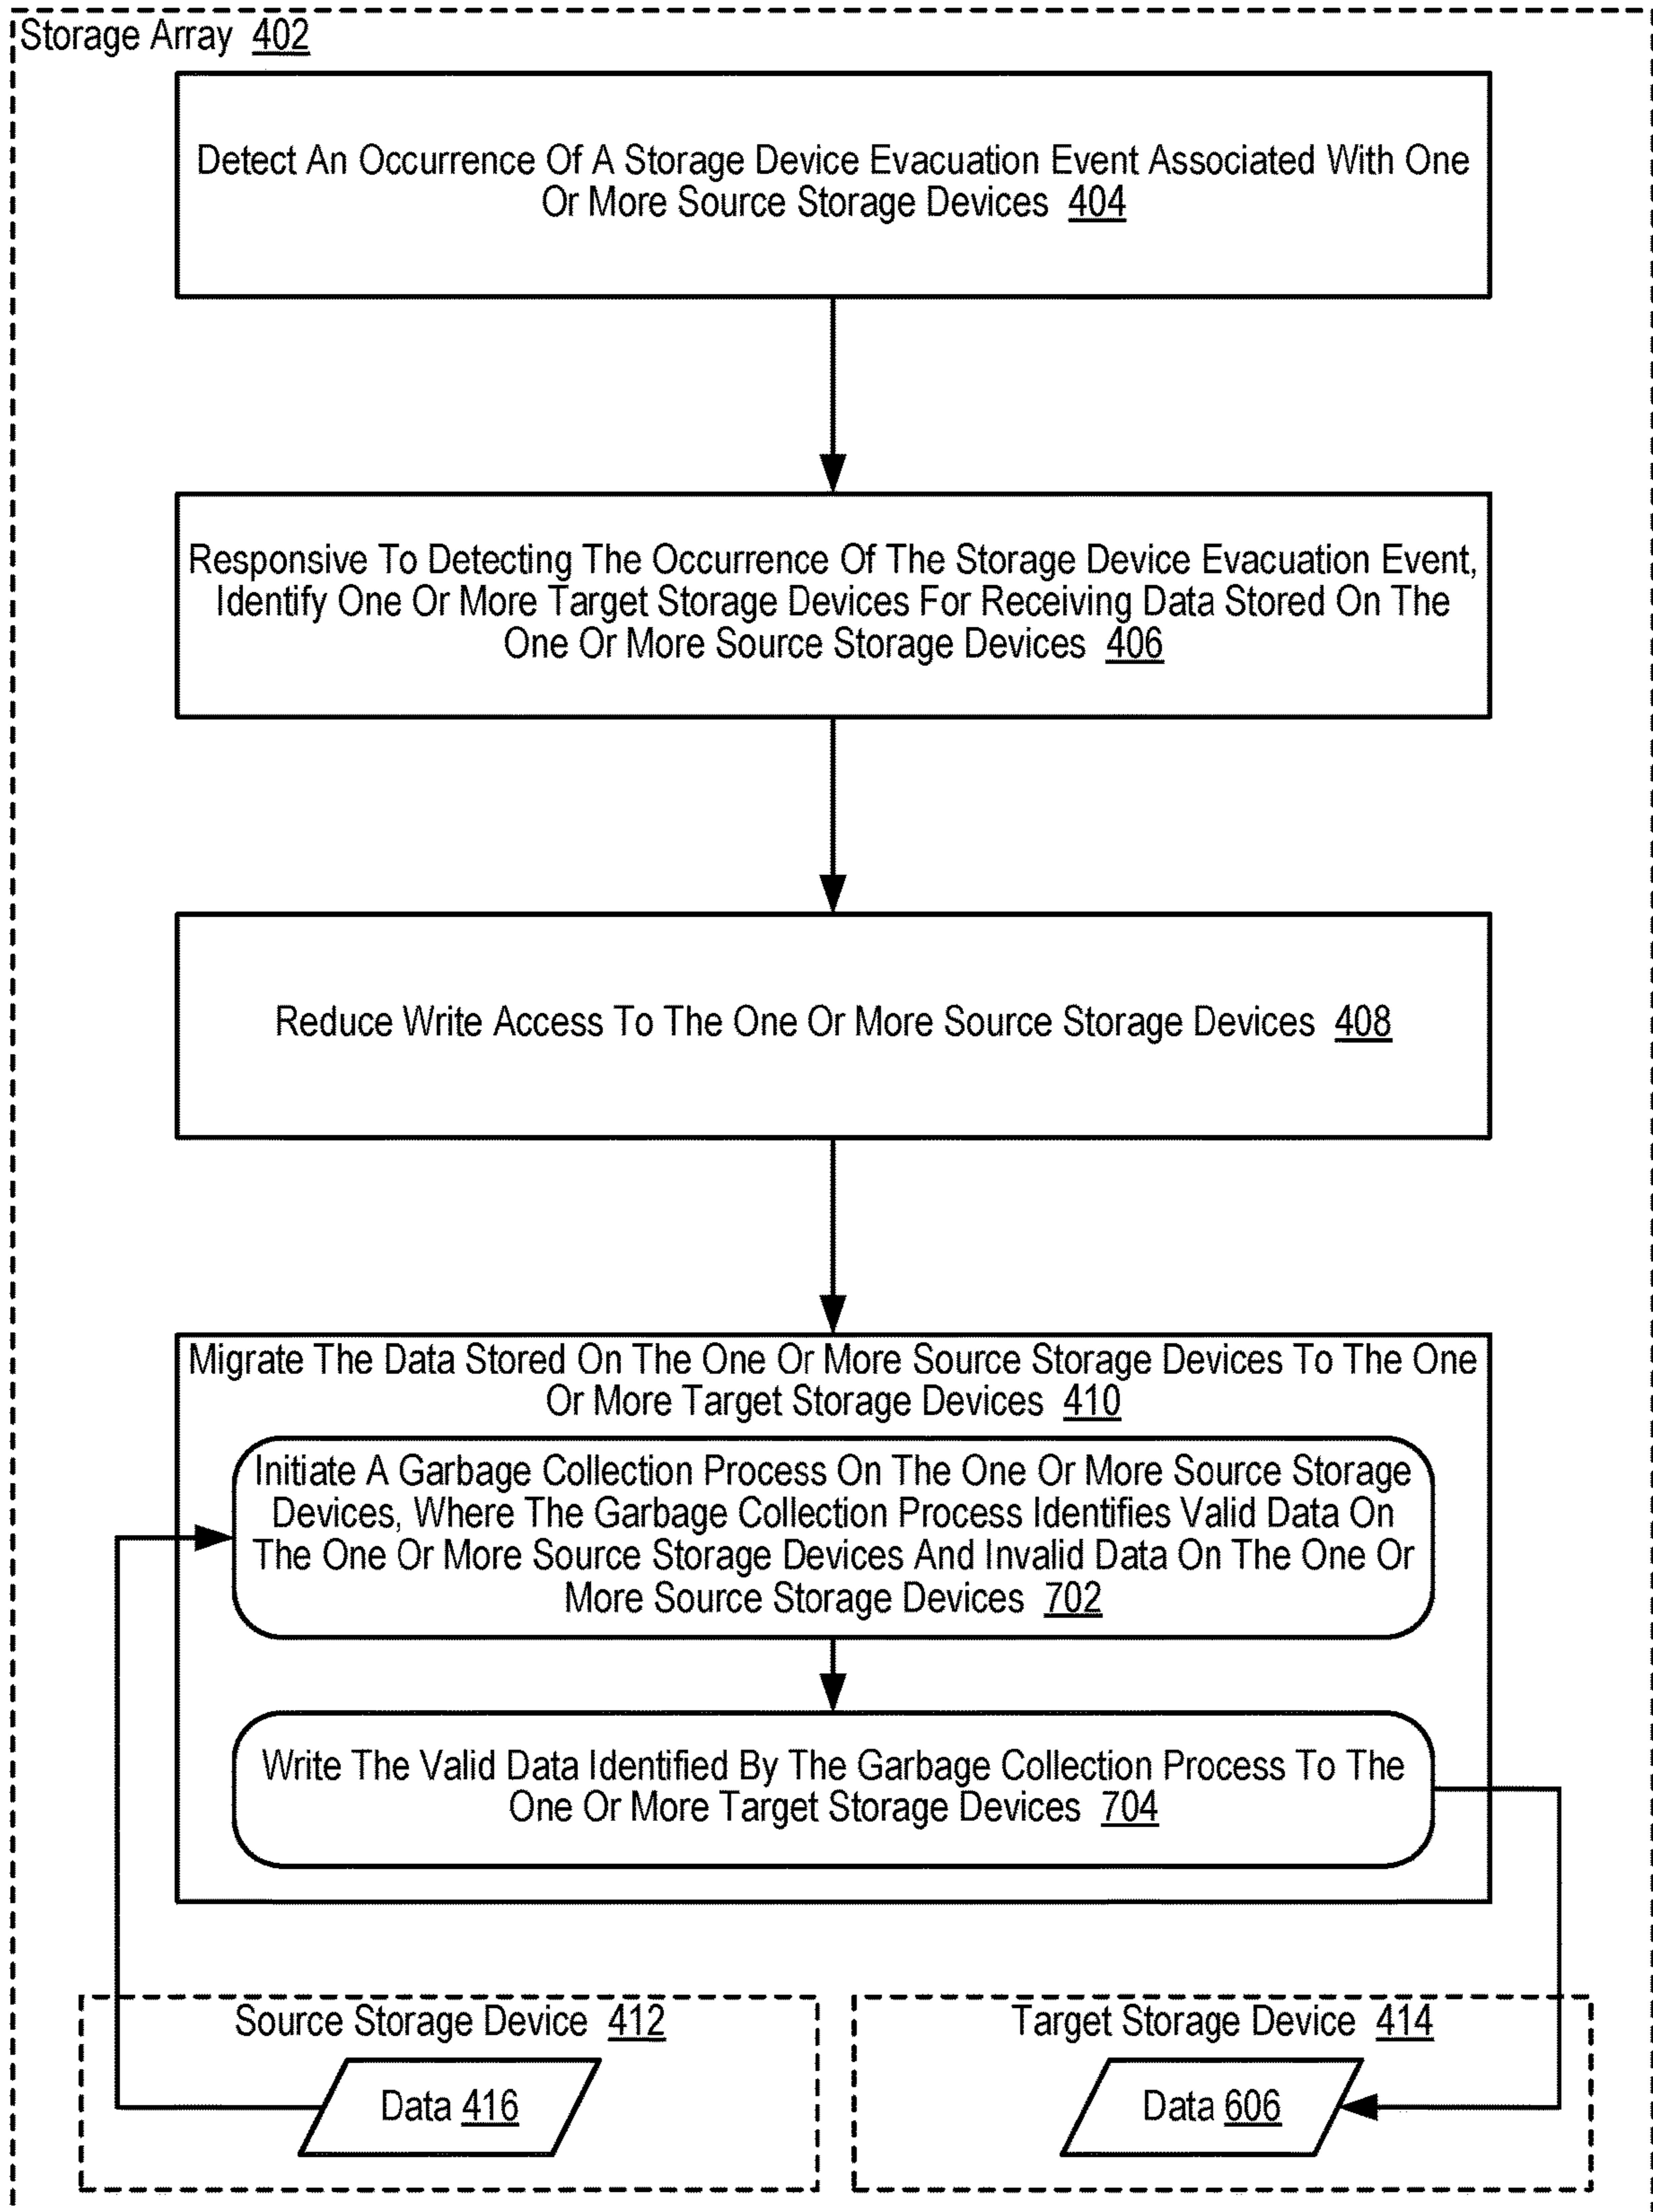 Storage Array 402
Detect An Occurrence Of A Storage Device Evacuation Event Associated With One
Or More Source Storage Devices 404
Responsive To Detecting The Occurrence Of The Storage Device Evacuation Event,
Identify One Or More Target Storage Devices For Receiving Data Stored On The
One Or More Source Storage Devices 406
Reduce Write Access To The One Or More Source Storage Devices 408
Migrate The Data Stored On The One Or More Source Storage Devices To The One
Or More Target Storage Devices 410
Initiate A Garbage Collection Process On The One Or More Source Storage
Devices, Where The Garbage Collection Process Identifies Valid Data On
The One Or More Source Storage Devices And Invalid Data On The One Or
More Source Storage Devices 702
Write The Valid Data Identified By The Garbage Collection Process To The
One Or More Target Storage Devices 704
Source Storage Device 412
Data 416
Target Storage Device 414
Data 606